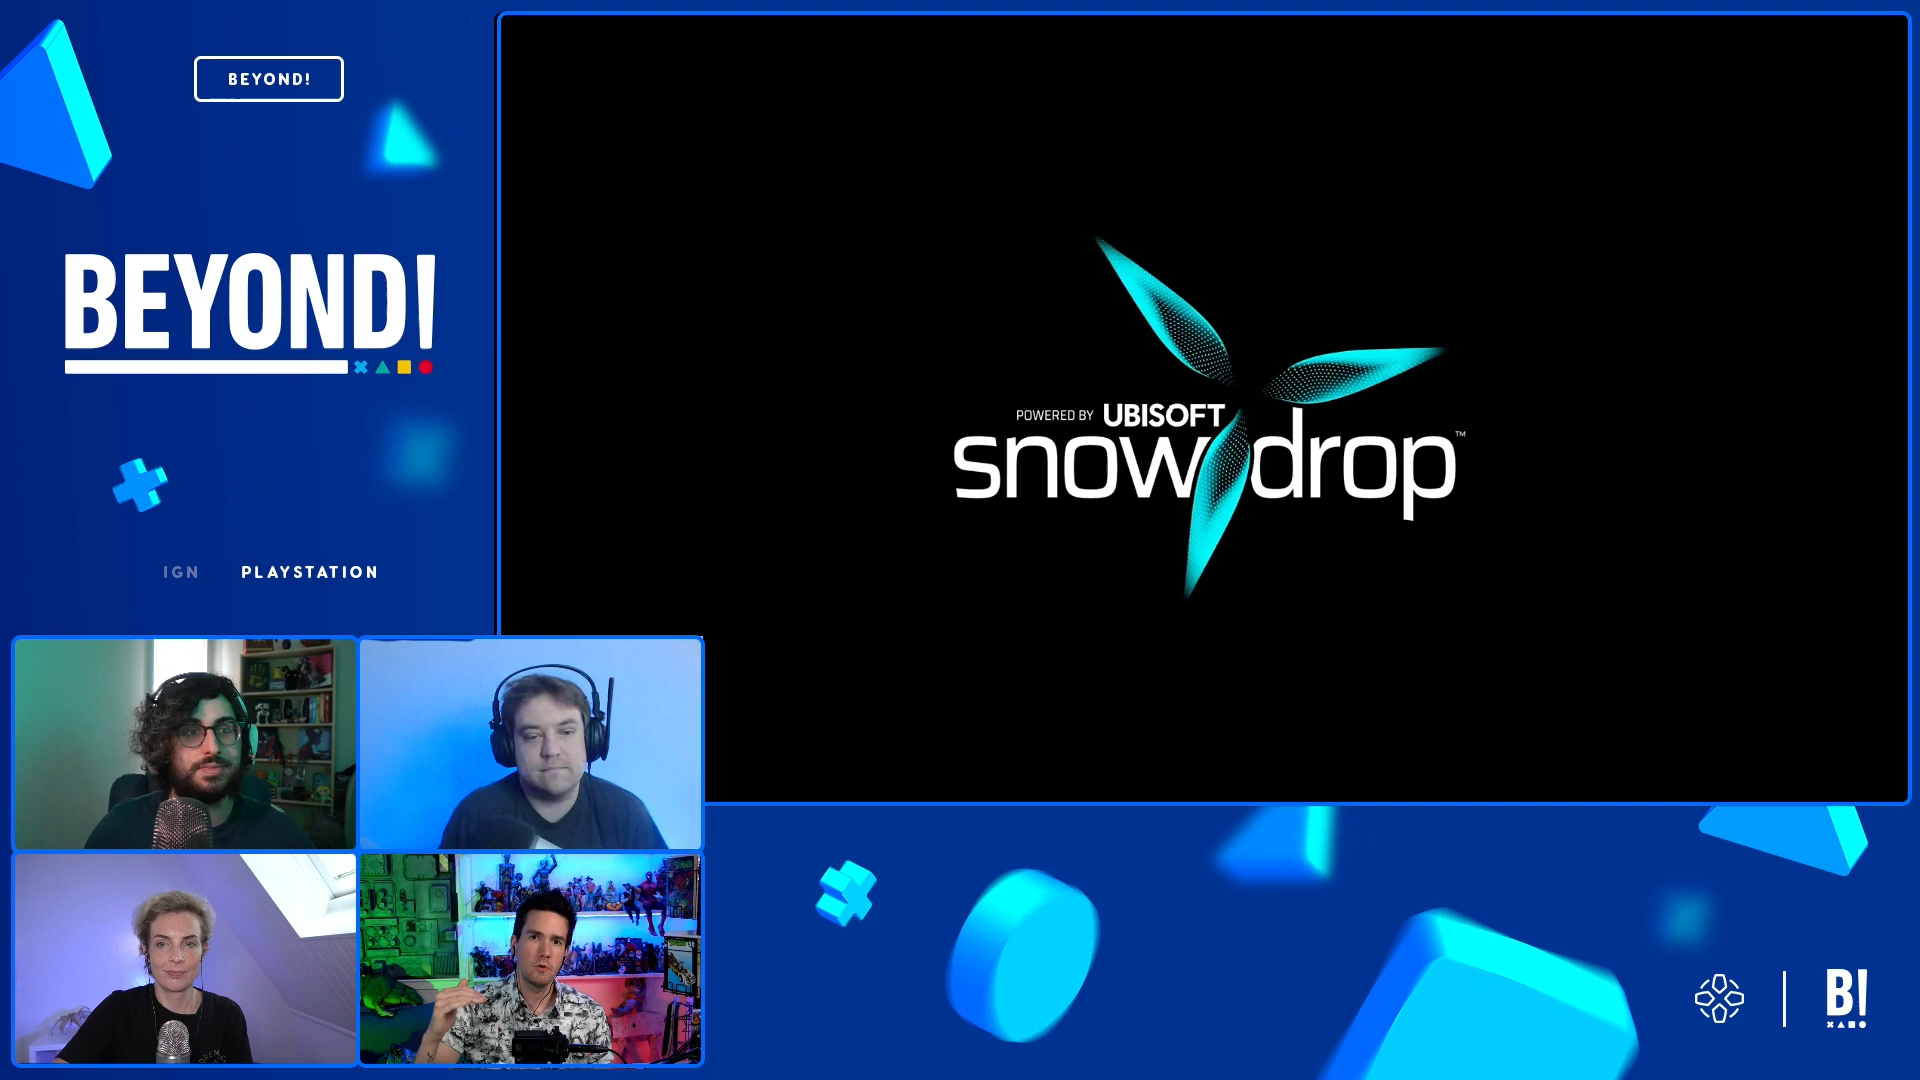 BEYOND!
BEYOND!
IGN PLAYSTATION
POWERED BY UBISOFT
snowdrop™
B!